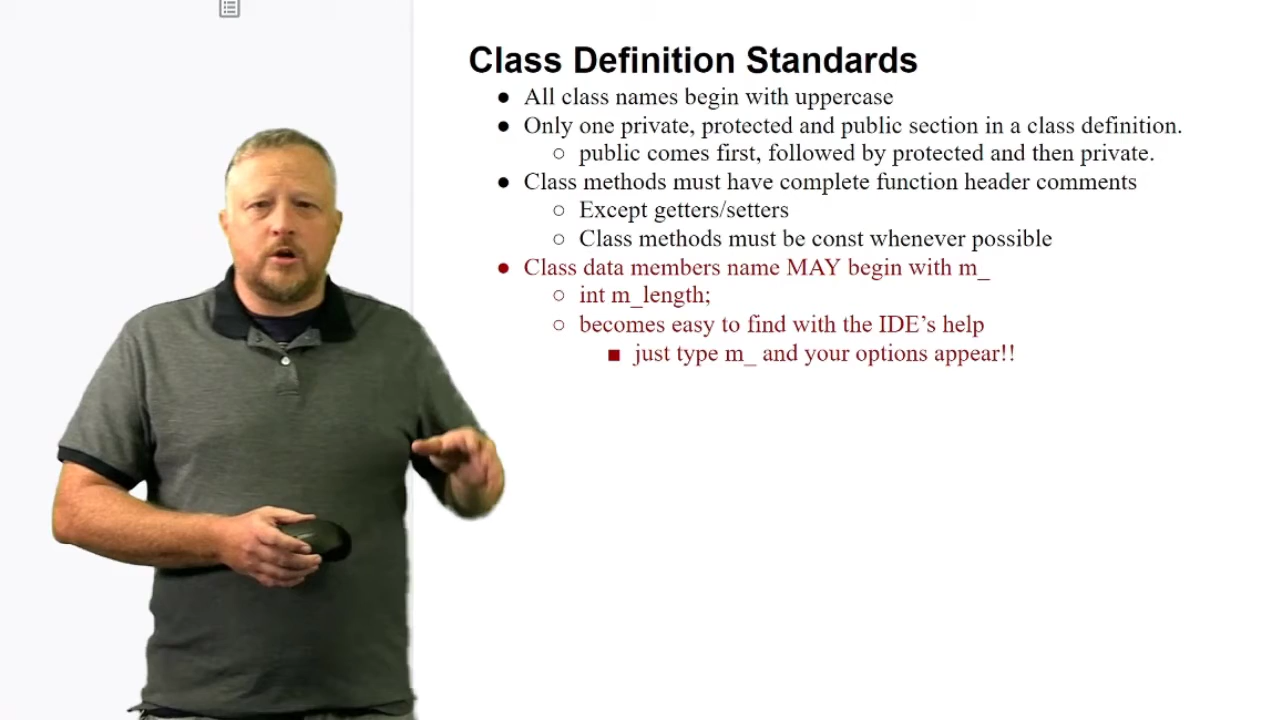 Class Definition Standards
● All class names begin with uppercase
● Only one private, protected and public section in a class definition.
○ public comes first, followed by protected and then private.
● Class methods must have complete function header comments
○ Except getters/setters
○ Class methods must be const whenever possible
● Class data members name MAY begin with m_
○ int m_length;
○ becomes easy to find with the IDE’s help
■ just type m_ and your options appear!!